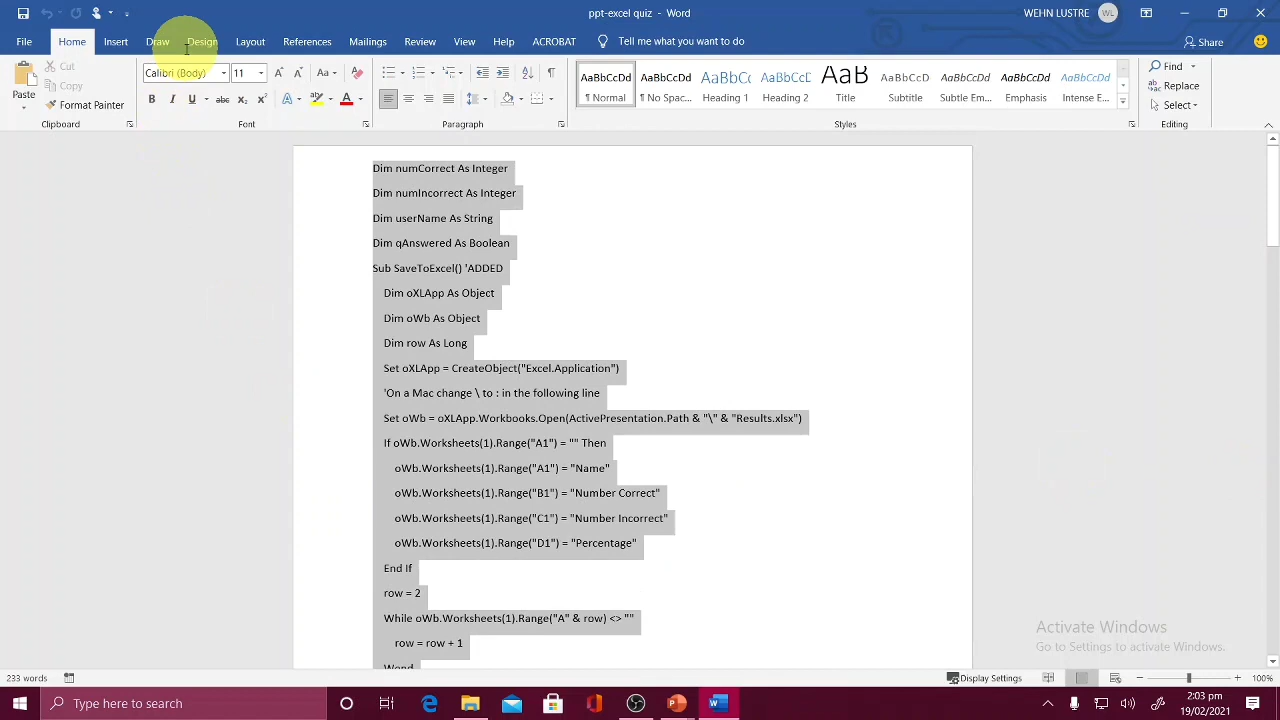 ppt-excel quiz - Word
WEHN LUSTRE WL
File Home Insert Draw Design Layout References Mailings Review View Help ACROBAT Tell me what you want to do Share
Paste Cut Copy Format Painter
Calibri (Body) 11
AaBbCcDd ¶ Normal
AaBbCcDd ¶ No Spac...
AaBbCc Heading 1
AaBbCcD Heading 2
AaB Title
AaBbCcD Subtitle
AaBbCcDd Subtle Em...
AaBbCcDd Emphasis
AaBbCcDd Intense E...
Find
Replace
Select
Clipboard Font Paragraph Styles Editing
Dim numCorrect As Integer
Dim numIncorrect As Integer
Dim userName As String
Dim qAnswered As Boolean
Sub SaveToExcel() 'ADDED
Dim oXLApp As Object
Dim oWb As Object
Dim row As Long
Set oXLApp = CreateObject("Excel.Application")
'On a Mac change \ to : in the following line
Set oWb = oXLApp.Workbooks.Open(ActivePresentation.Path & "\" & "Results.xlsx")
If oWb.Worksheets(1).Range("A1") = "" Then
oWb.Worksheets(1).Range("A1") = "Name"
oWb.Worksheets(1).Range("B1") = "Number Correct"
oWb.Worksheets(1).Range("C1") = "Number Incorrect"
oWb.Worksheets(1).Range("D1") = "Percentage"
End If
row = 2
While oWb.Worksheets(1).Range("A" & row) <> ""
row = row + 1
Wend
Activate Windows
Go to Settings to activate Windows.
233 words Display Settings 100%
Type here to search
2:03 pm
19/02/2021